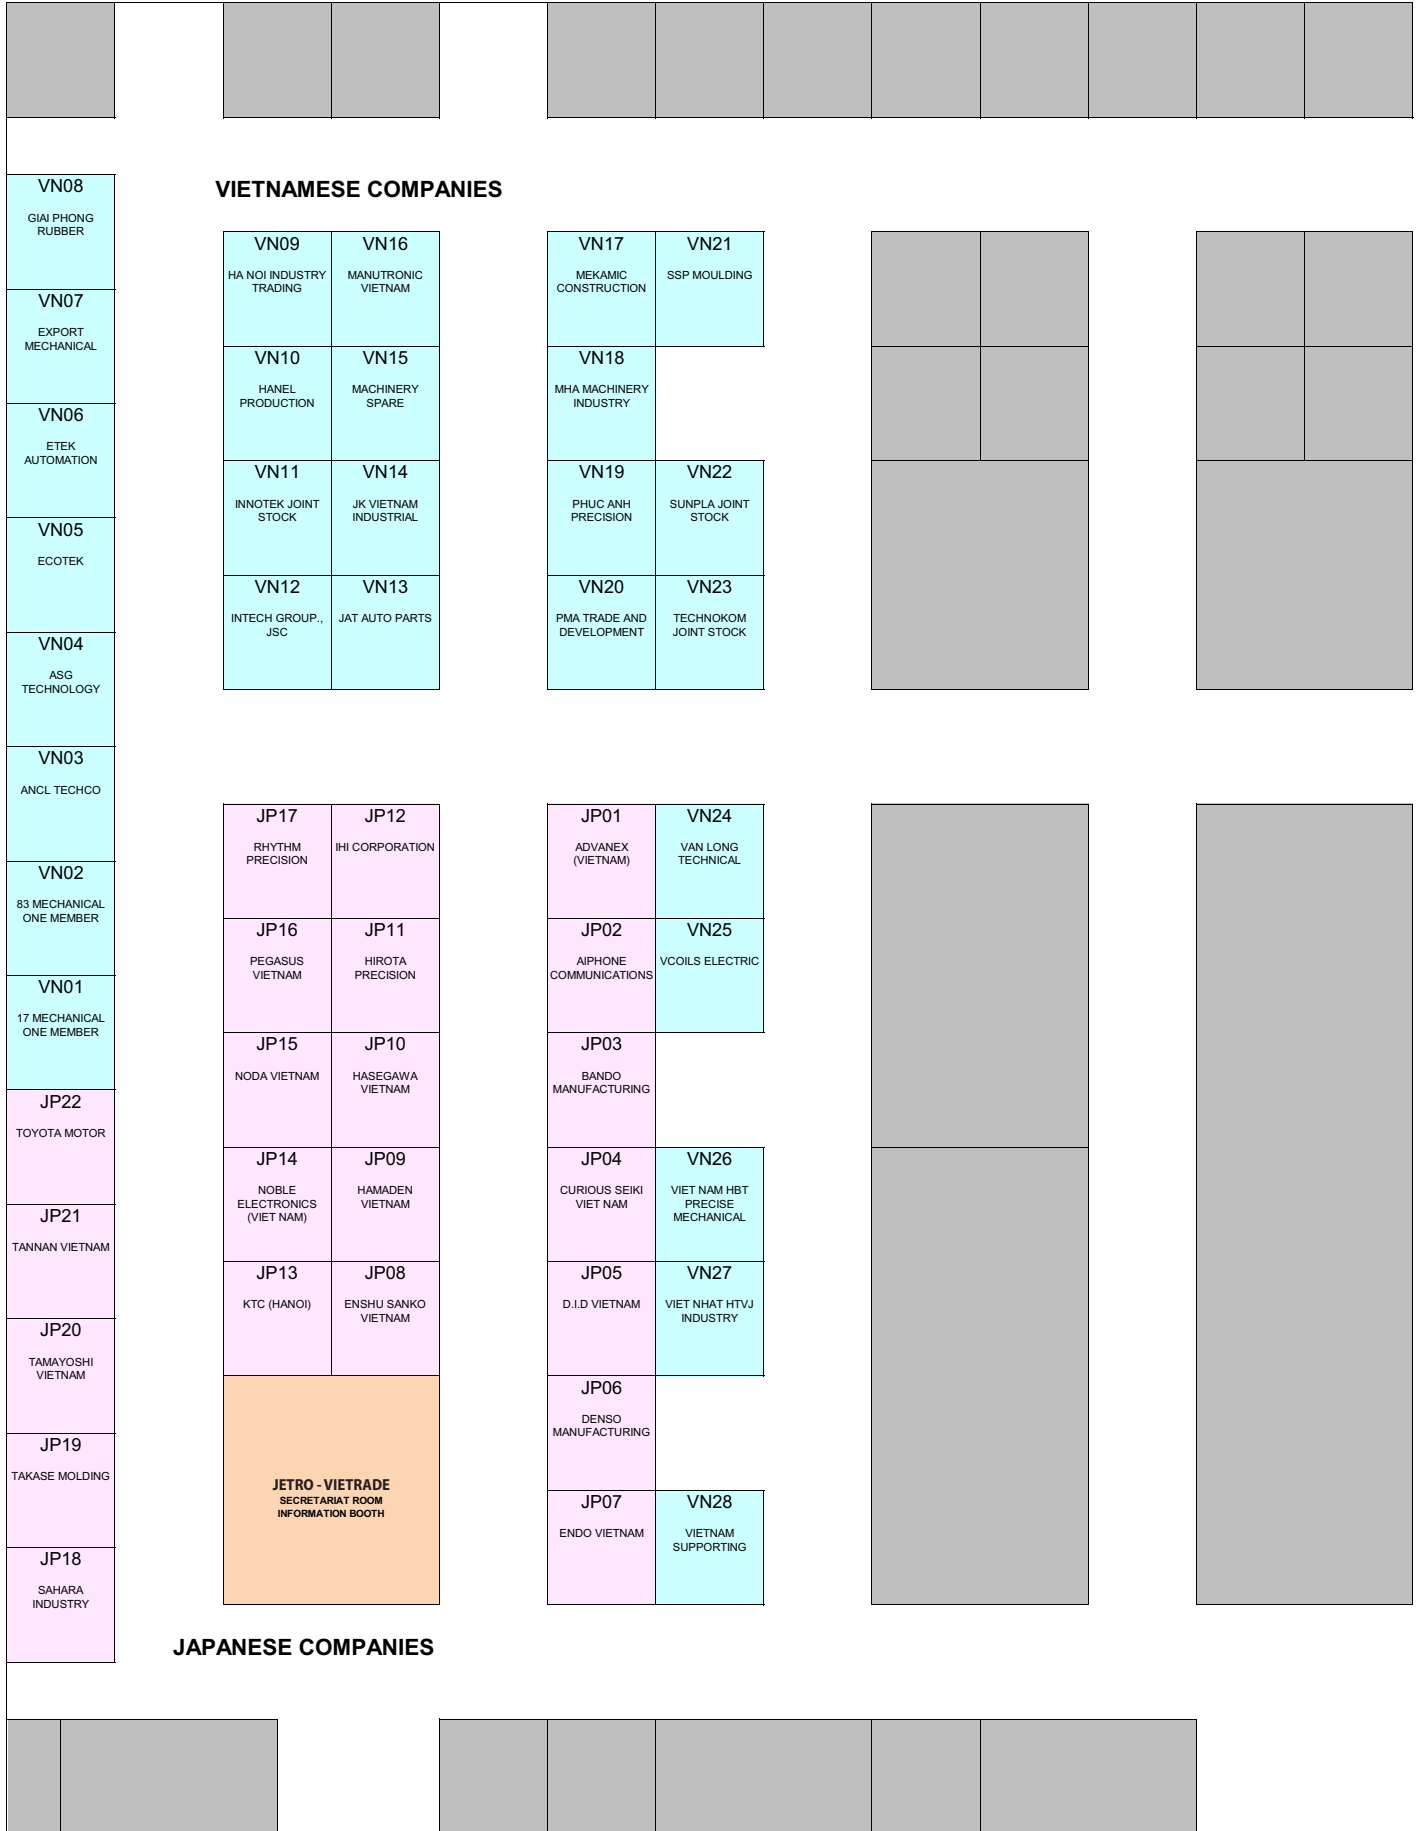 VIETNAMESE COMPANIES
VN08
GIAI PHONG
RUBBER
VN07
EXPORT
MECHANICAL
VN06
ETEK
AUTOMATION
VN05
ECOTEK
VN04
ASG
TECHNOLOGY
VN03
ANCL TECHCO
VN02
83 MECHANICAL
ONE MEMBER
VN01
17 MECHANICAL
ONE MEMBER
JP22
TOYOTA MOTOR
JP21
TANNAN VIETNAM
JP20
TAMAYOSHI
VIETNAM
JP19
TAKASE MOLDING
JP18
SAHARA
INDUSTRY
VN09
HA NOI INDUSTRY
TRADING
VN16
MANUTRONIC
VIETNAM
VN10
HANEL
PRODUCTION
VN15
MACHINERY
SPARE
VN11
INNOTEK JOINT
STOCK
VN14
JK VIETNAM
INDUSTRIAL
VN12
INTECH GROUP.,
JSC
VN13
JAT AUTO PARTS
VN17
MEKAMIC
CONSTRUCTION
VN21
SSP MOULDING
VN18
MHA MACHINERY
INDUSTRY
VN19
PHUC ANH
PRECISION
VN22
SUNPLA JOINT
STOCK
VN20
PMA TRADE AND
DEVELOPMENT
VN23
TECHNOKOM
JOINT STOCK
JP17
RHYTHM
PRECISION
JP12
IHI CORPORATION
JP16
PEGASUS
VIETNAM
JP11
HIROTA
PRECISION
JP15
NODA VIETNAM
JP10
HASEGAWA
VIETNAM
JP14
NOBLE
ELECTRONICS
(VIET NAM)
JP09
HAMADEN
VIETNAM
JP13
KTC (HANOI)
JP08
ENSHU SANKO
VIETNAM
JETRO - VIETRADE
SECRETARIAT ROOM
INFORMATION BOOTH
JP01
ADVANEX
(VIETNAM)
VN24
VAN LONG
TECHNICAL
JP02
AIPHONE
COMMUNICATIONS
VN25
VCOILS ELECTRIC
JP03
BANDO
MANUFACTURING
JP04
CURIOUS SEIKI
VIET NAM
VN26
VIET NAM HBT
PRECISE
MECHANICAL
JP05
D.I.D VIETNAM
VN27
VIET NHAT HTVJ
INDUSTRY
JP06
DENSO
MANUFACTURING
JP07
ENDO VIETNAM
VN28
VIETNAM
SUPPORTING
JAPANESE COMPANIES